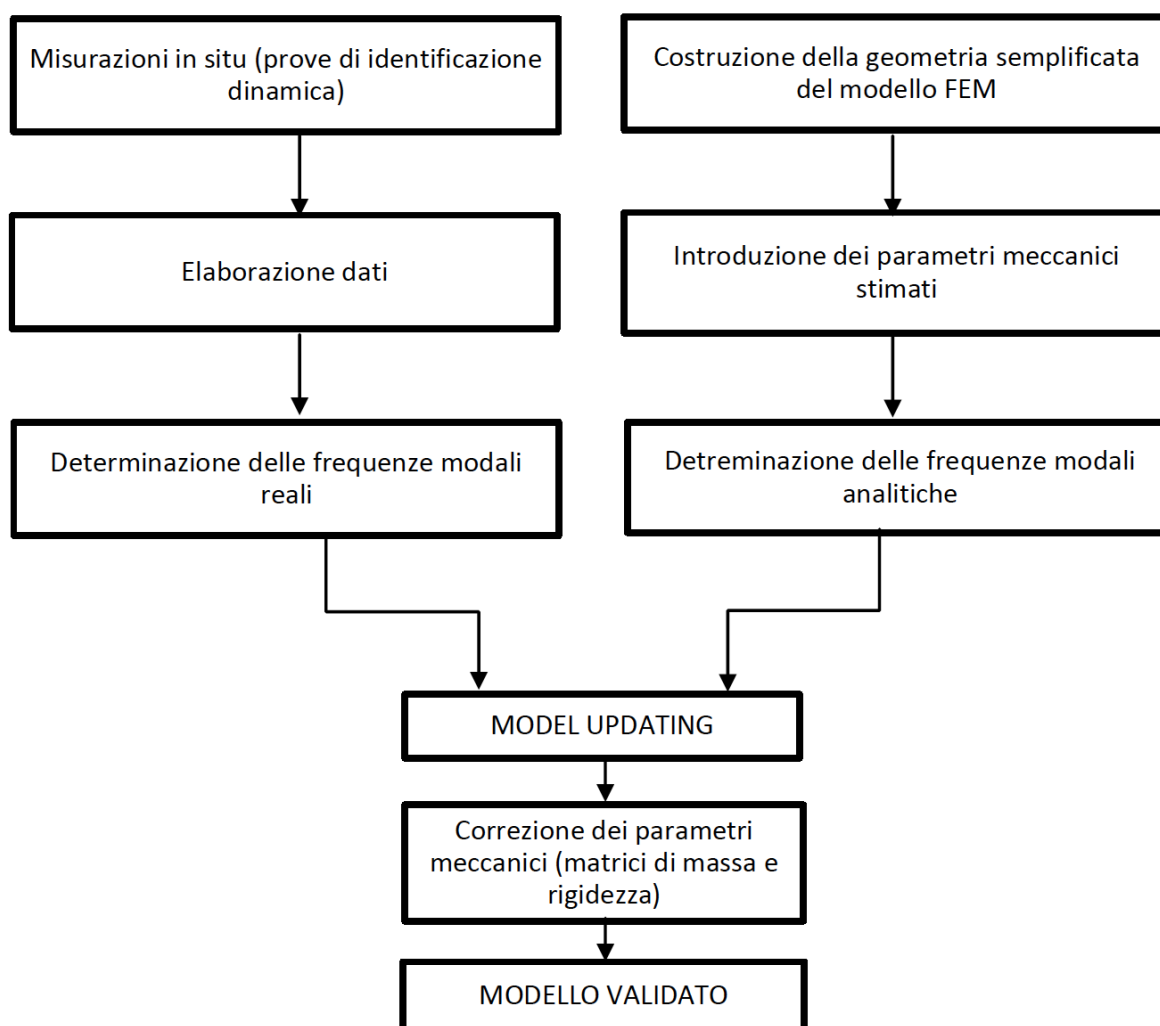 Misurazioni in situ (prove di identificazione
dinamica)
Costruzione della geometria semplificata
del modello FEM
Elaborazione dati
Introduzione dei parametri meccanici
stimati
Determinazione delle frequenze modali
reali
Detreminazione delle frequenze modali
analitiche
MODEL UPDATING
Correzione dei parametri
meccanici (matrici di massa e
rigidezza)
MODELLO VALIDATO